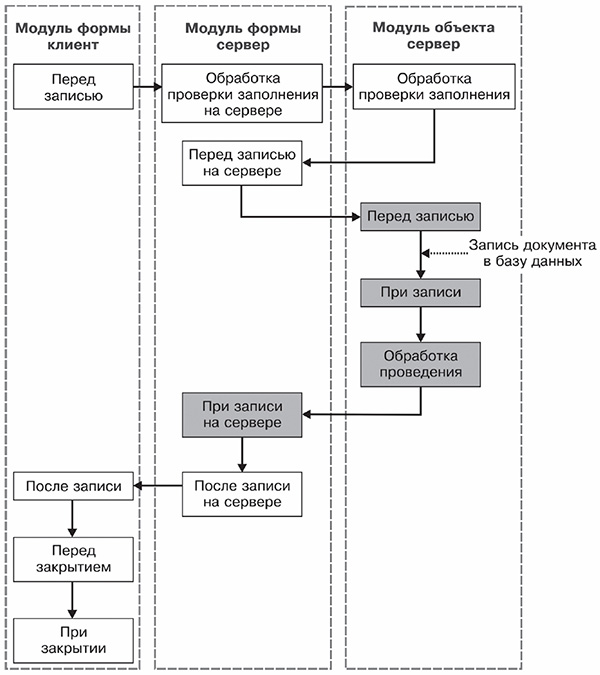 Модуль формы
клиент
Модуль формы
сервер
Модуль объекта
сервер
Перед
записью
Обработка
проверки заполнения
на сервере
Обработка
проверки заполнения
Перед записью
на сервере
Перед записью
Запись документа
в базу данных
При записи
Обработка
проведения
При записи
на сервере
После записи
После записи
на сервере
Перед
закрытием
При
закрытии